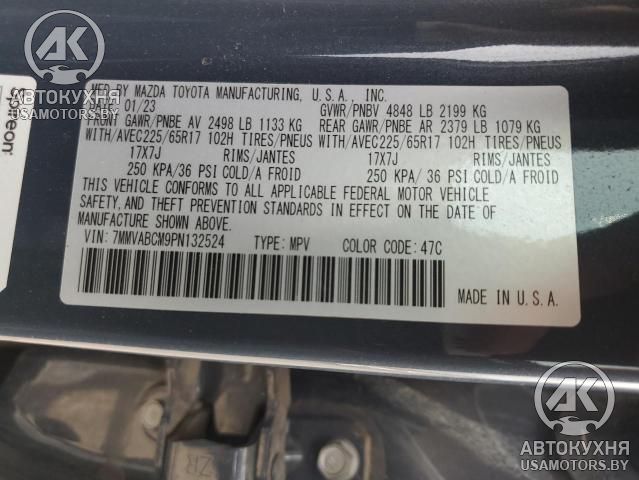 АВТОКУХНЯ
USAMOTORS.BY
MFD BY MAZDA TOYOTA MANUFACTURING, U.S.A., INC.
DATE: 01/23 GVWR/PNBV 4848 LB 2199 KG
FRONT GAWR/PNBE AV 2498 LB 1133 KG REAR GAWR/PNBE AR 2379 LB 1079 KG
WITH/AVEC225/65R17 102H TIRES/PNEUS WITH/AVEC225/65R17 102H TIRES/PNEUS
17X7J RIMS/JANTES 17X7J RIMS/JANTES
250 KPA/36 PSI COLD/A FROID 250 KPA/ 36 PSI COLD/A FROID
THIS VEHICLE CONFORMS TO ALL APPLICABLE FEDERAL MOTOR VEHICLE
SAFETY, AND THEFT PREVENTION STANDARDS IN EFFECT ON THE DATE OF
MANUFACTURE SHOWN ABOVE.
VIN: 7MMVABCM9PN132524 TYPE: MPV COLOR CODE: 47C
MADE IN U.S.A.
ZR
АВТОКУХНЯ
USAMOTORS.BY